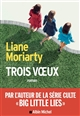 Liane
Moriarty
TROIS VŒUX
roman
PAR L'AUTEUR DE LA SÉRIE CULTE
« BIG LITTLE LIES »
Albin Michel